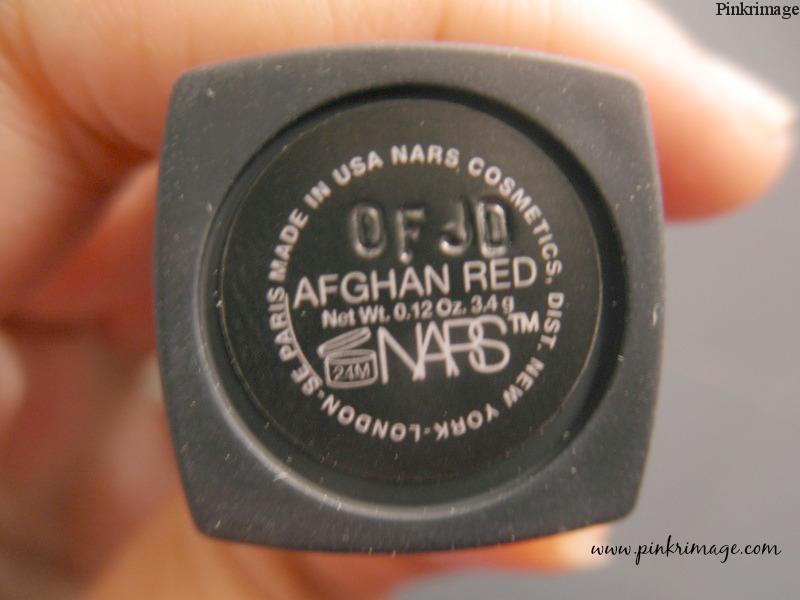 Pinkrimage
MADE IN USA NARS COSMETICS, DIST. NEW YORK-LONDON-SE PARIS
0FJ0
AFGHAN RED
Net Wt. 0.12 Oz. 3.4 g
NARS™
24M
www.pinkrimage.com